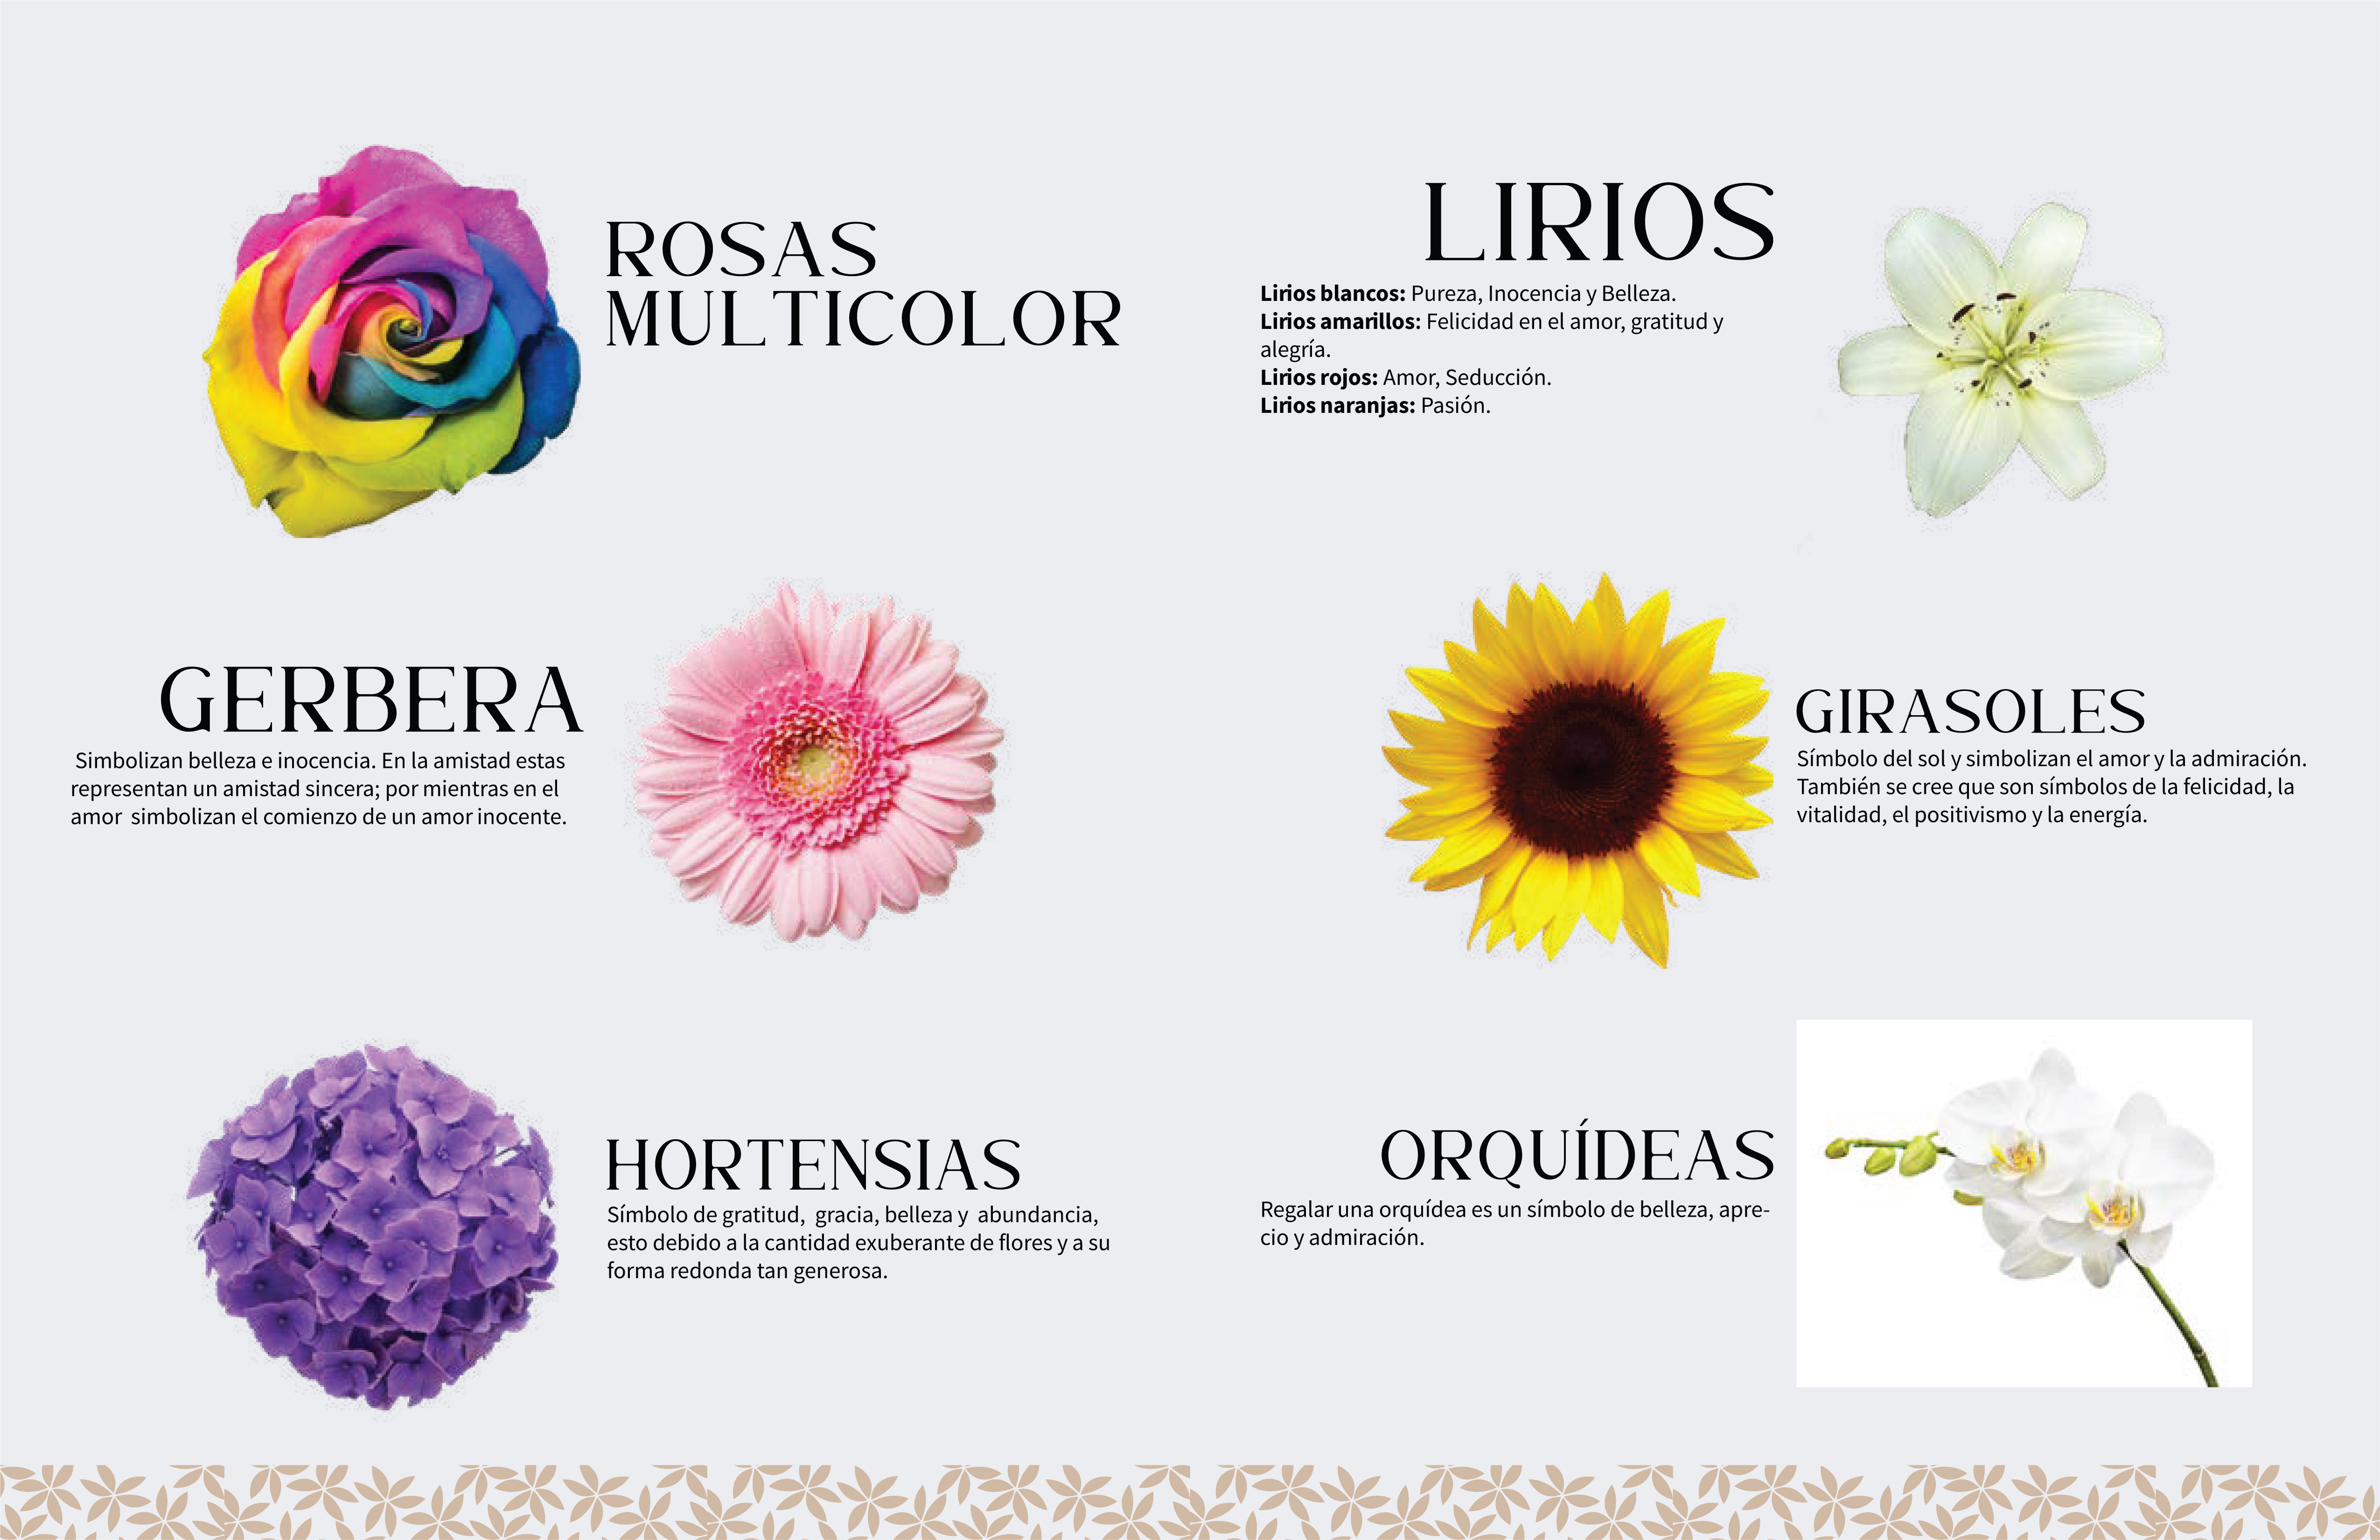 ROSAS
MULTICOLOR
GERBERA
Simbolizan belleza e inocencia. En la amistad estas
representan un amistad sincera; por mientras en el
amor simbolizan el comienzo de un amor inocente.
HORTENSIAS
Símbolo de gratitud, gracia, belleza y abundancia,
esto debido a la cantidad exuberante de flores y a su
forma redonda tan generosa.
LIRIOS
Lirios blancos: Pureza, Inocencia y Belleza.
Lirios amarillos: Felicidad en el amor, gratitud y
alegría.
Lirios rojos: Amor, Seducción.
Lirios naranjas: Pasión.
GIRASOLES
Símbolo del sol y simbolizan el amor y la admiración.
También se cree que son símbolos de la felicidad, la
vitalidad, el positivismo y la energía.
ORQUÍDEAS
Regalar una orquídea es un símbolo de belleza, apre-
cio y admiración.